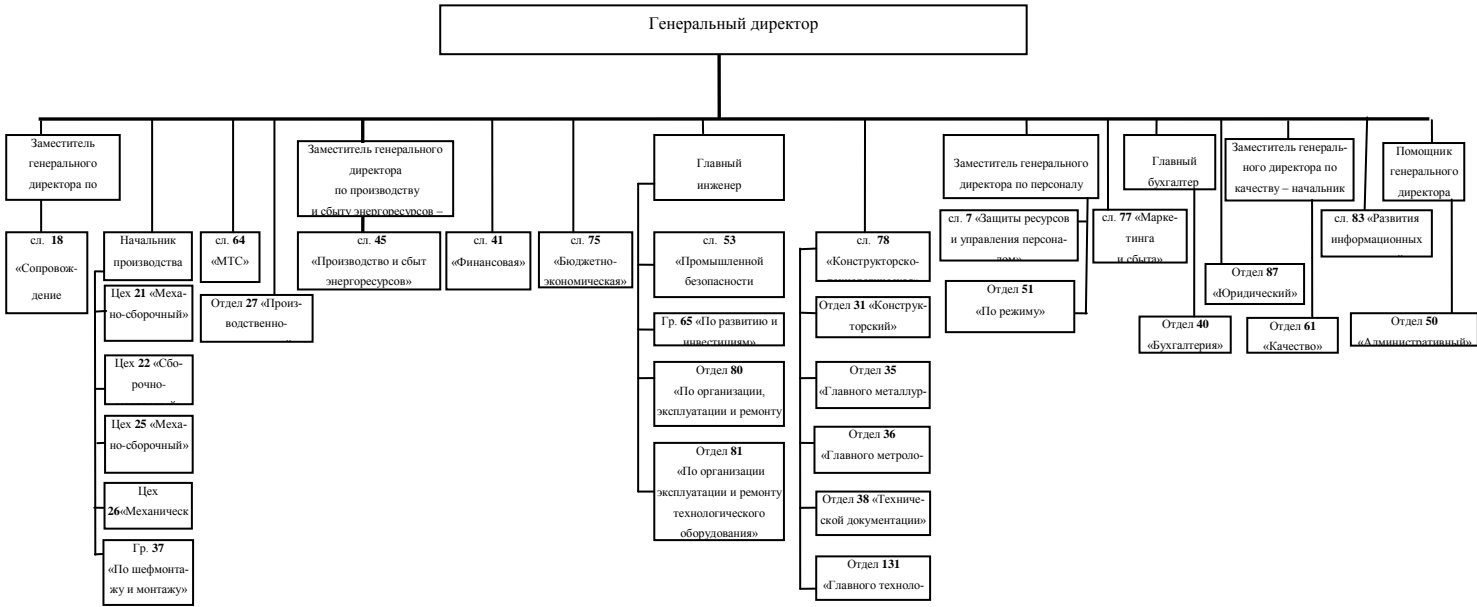 Генеральный директор
Заместитель
генерального
директора по
Заместитель генерального
директора
по производству
и сбыту энергоресурсов –
Главный
инженер
Заместитель генерального
директора по персоналу
Главный
бухгалтер
Заместитель генераль-
ного директора по
качеству – начальник
Помощник
генерального
директора
сл. 18
«Сопровож-
дение
Начальник
производства
сл. 64
«МТС»
сл. 45
«Производство и сбыт
энергоресурсов»
сл. 41
«Финансовая»
сл. 75
«Бюджетно-
экономическая»
сл. 53
«Промышленной
безопасности
сл. 78
«Конструкторско-
сл. 7 «Защиты ресурсов
и управления персона-
лом»
сл. 77 «Марке-
тинга
и сбыта»
сл. 83 «Развития
информационных
Цех 21 «Меха-
но-сборочный»
Отдел 27 «Произ-
водственно-
Гр. 65 «По развитию и
инвестициям»
Отдел 31 «Конструк-
торский»
Отдел 51
«По режиму»
Отдел 87
«Юридический»
Отдел 40
«Бухгалтерия»
Отдел 61
«Качество»
Отдел 50
«Административный»
Цех 22 «Сбо-
рочно-
Отдел 80
«По организации,
эксплуатации и ремонту
Отдел 35
«Главного металлур-
Цех 25 «Меха-
но-сборочный»
Отдел 81
«По организации
эксплуатации и ремонту
технологического
оборудования»
Отдел 36
«Главного метроло-
Цех
26«Механическ
Отдел 38 «Техниче-
ской документации»
Гр. 37
«По шефмонта-
жу и монтажу»
Отдел 131
«Главного техноло-